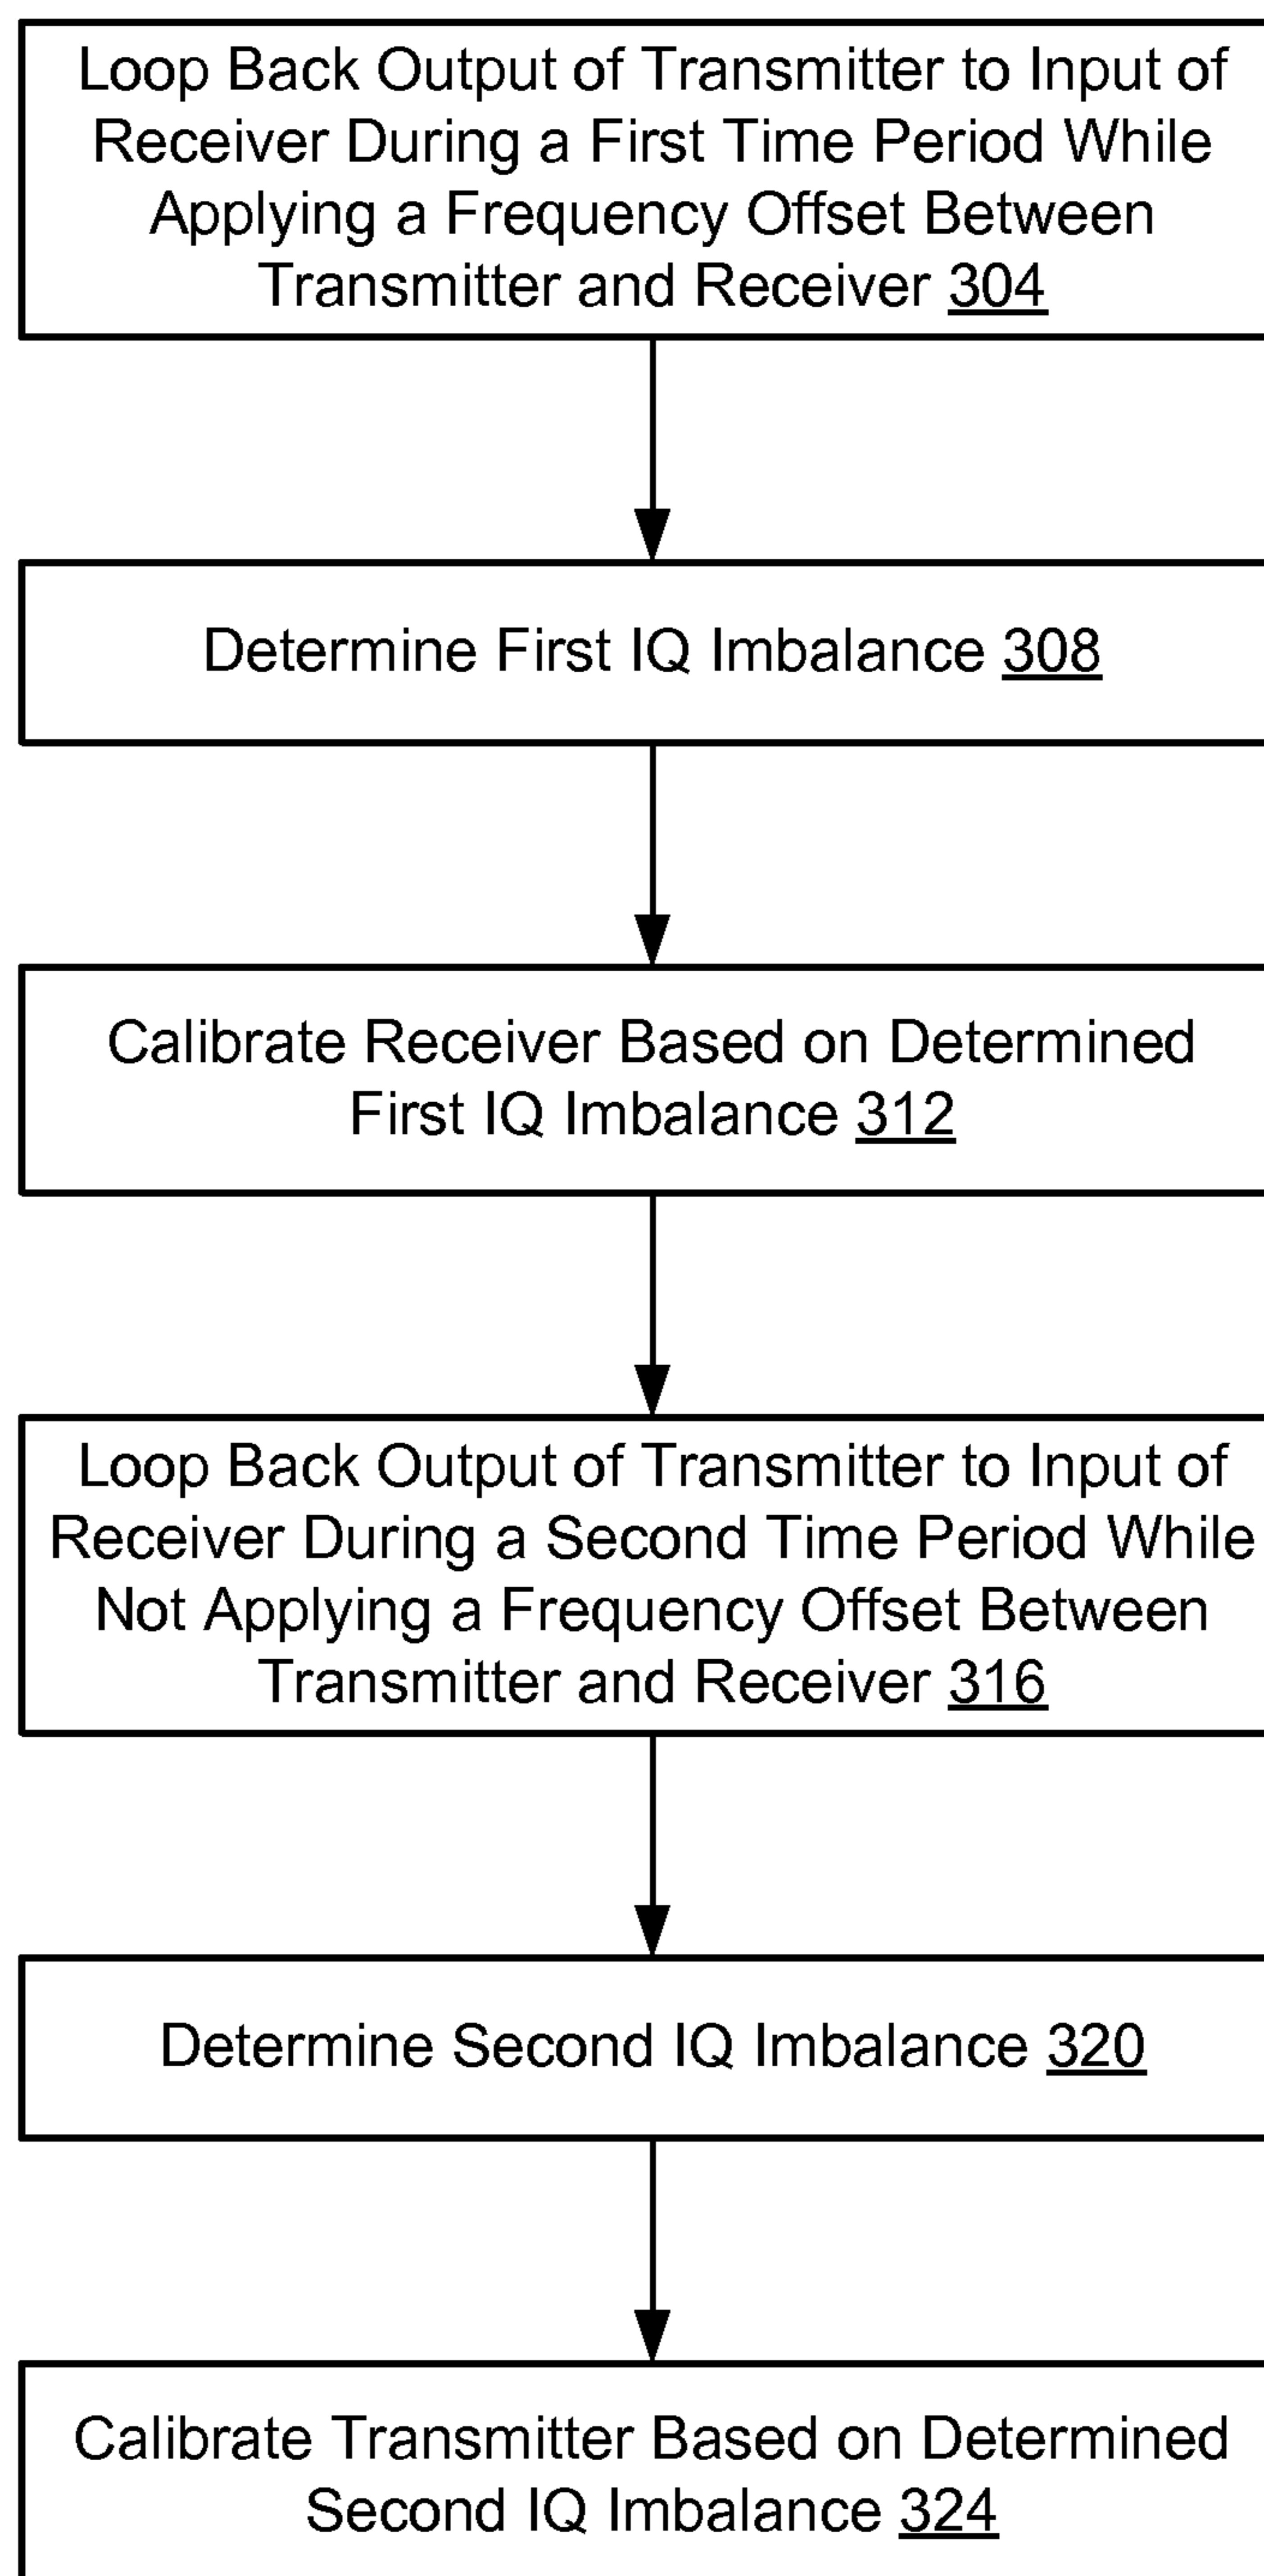 Loop Back Output of Transmitter to Input of
Receiver During a First Time Period While
Applying a Frequency Offset Between
Transmitter and Receiver 304
Determine First IQ Imbalance 308
Calibrate Receiver Based on Determined
First IQ Imbalance 312
Loop Back Output of Transmitter to Input of
Receiver During a Second Time Period While
Not Applying a Frequency Offset Between
Transmitter and Receiver 316
Determine Second IQ Imbalance 320
Calibrate Transmitter Based on Determined
Second IQ Imbalance 324